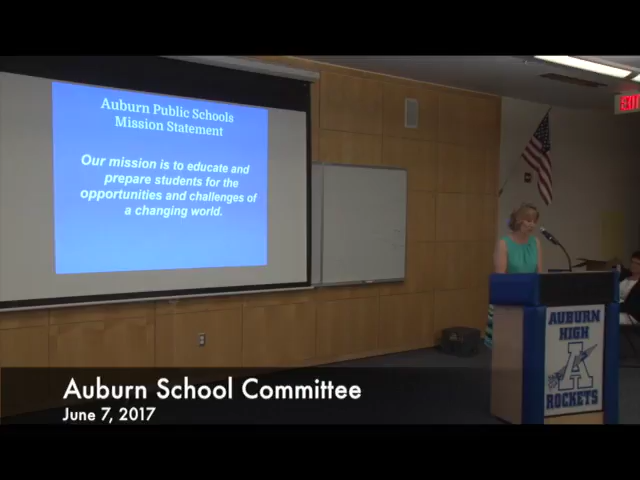 Auburn Public Schools
Mission Statement
Our mission is to educate and
prepare students for the
opportunities and challenges of
a changing world.
EXIT
AUBURN
HIGH
A
ROCKETS
Auburn School Committee
June 7, 2017